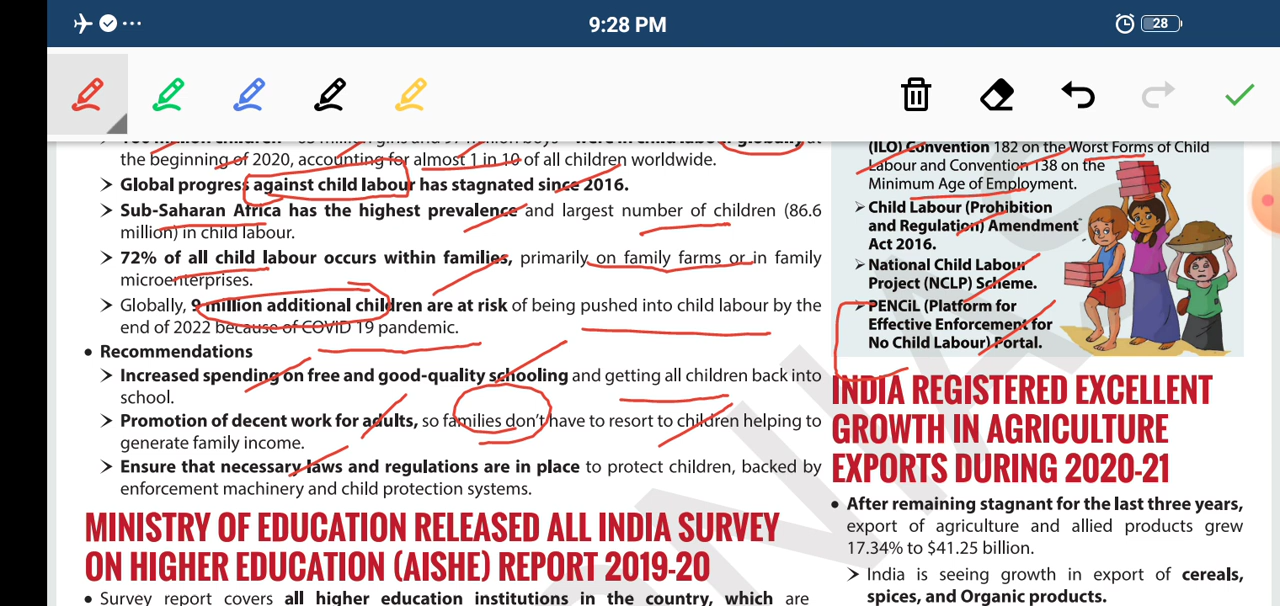 9:28 PM
28
the beginning of 2020, accounting for almost 1 in 10 of all children worldwide.
➢ Global progress against child labour has stagnated since 2016.
➢ Sub-Saharan Africa has the highest prevalence and largest number of children (86.6
million) in child labour.
➢ 72% of all child labour occurs within families, primarily on family farms or in family
microenterprises.
➢ Globally, 9 million additional children are at risk of being pushed into child labour by the
end of 2022 because of COVID 19 pandemic.
• Recommendations
➢ Increased spending on free and good-quality schooling and getting all children back into
school.
➢ Promotion of decent work for adults, so families don't have to resort to children helping to
generate family income.
➢ Ensure that necessary laws and regulations are in place to protect children, backed by
enforcement machinery and child protection systems.
MINISTRY OF EDUCATION RELEASED ALL INDIA SURVEY
ON HIGHER EDUCATION (AISHE) REPORT 2019-20
• Survey report covers all higher education institutions in the country, which are
(ILO) Convention 182 on the Worst Forms of Child
Labour and Convention 138 on the
Minimum Age of Employment.
➢ Child Labour (Prohibition
and Regulation) Amendment
Act 2016.
➢ National Child Labour
Project (NCLP) Scheme.
➢ PENCiL (Platform for
Effective Enforcement for
No Child Labour) Portal.
INDIA REGISTERED EXCELLENT
GROWTH IN AGRICULTURE
EXPORTS DURING 2020-21
• After remaining stagnant for the last three years,
export of agriculture and allied products grew
17.34% to $41.25 billion.
➢ India is seeing growth in export of cereals,
spices, and Organic products.